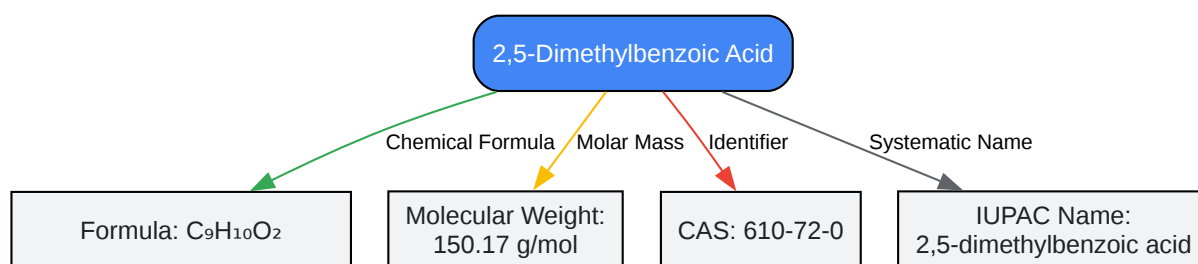 2,5-Dimethylbenzoic Acid
Chemical Formula
Molar Mass
Identifier
Systematic Name
Formula: C₉H₁₀O₂
Molecular Weight:
150.17 g/mol
CAS: 610-72-0
IUPAC Name:
2,5-dimethylbenzoic acid